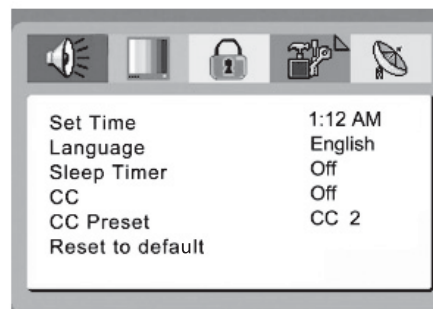 Set Time 1:12 AM
Language English
Sleep Timer Off
CC Off
CC Preset CC 2
Reset to default